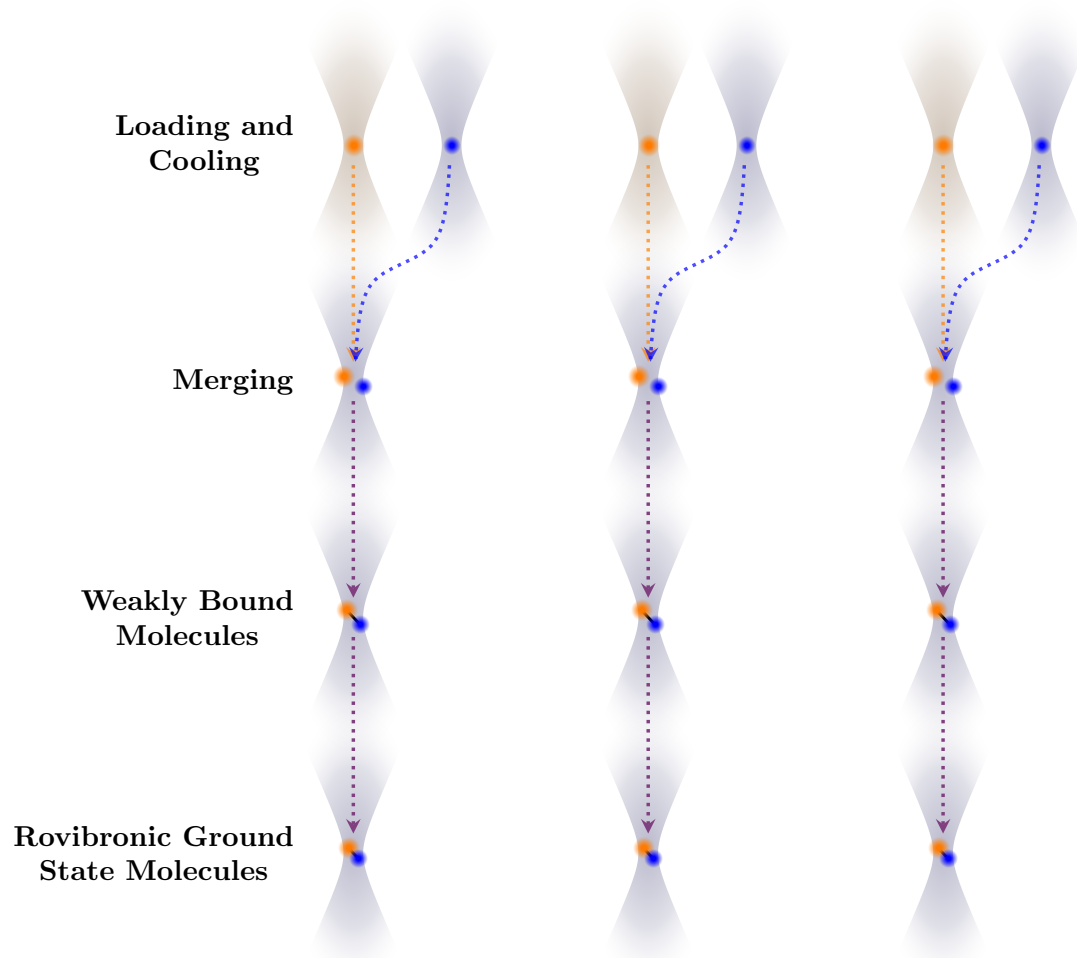 Loading and
Cooling
Merging
Weakly Bound
Molecules
Rovibronic Ground
State Molecules